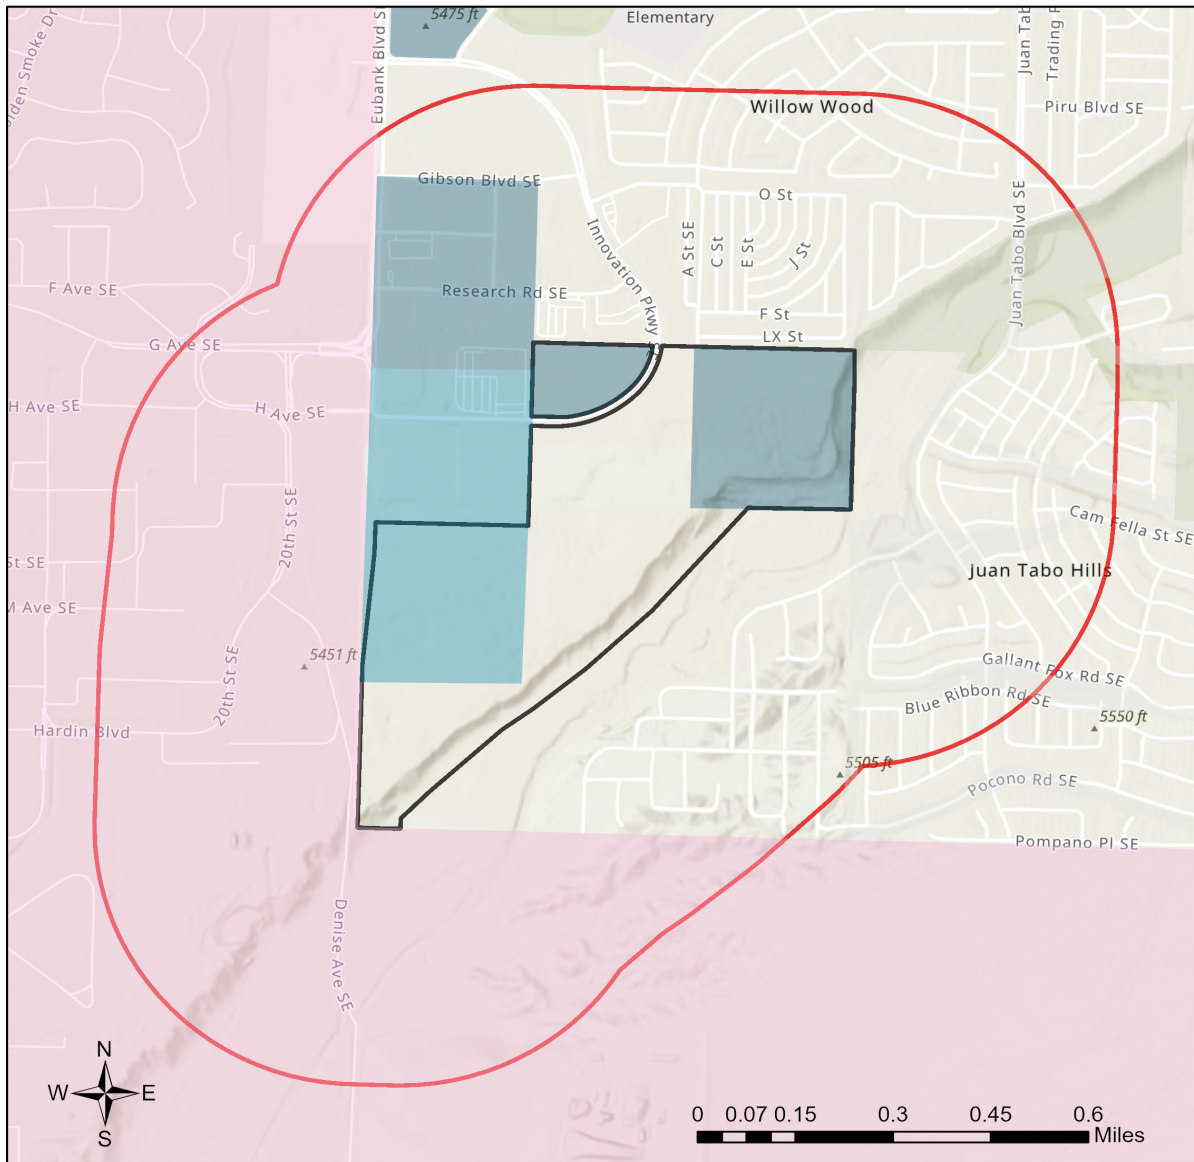 5475 ft
Elementary
olden Smoke Dr
Eubank Blvd S
Juan Tab
Trading P
Willow Wood
Piru Blvd SE
Gibson Blvd SE
O St
A St SE
C St
E St
J St
Juan Tabo Blvd SE
Innovation Pkwy S
F Ave SE
Research Rd SE
F St
LX St
G Ave SE
H Ave SE
H Ave SE
20th St SE
Cam Fella St SE
St SE
Juan Tabo Hills
M Ave SE
5451 ft
Gallant Fox Rd SE
20th St SE
Blue Ribbon Rd SE
5550 ft
Hardin Blvd
5505 ft
Pocono Rd SE
Pompano Pl SE
Denise Ave SE
N
W E
S
0 0.07 0.15 0.3 0.45 0.6
Miles